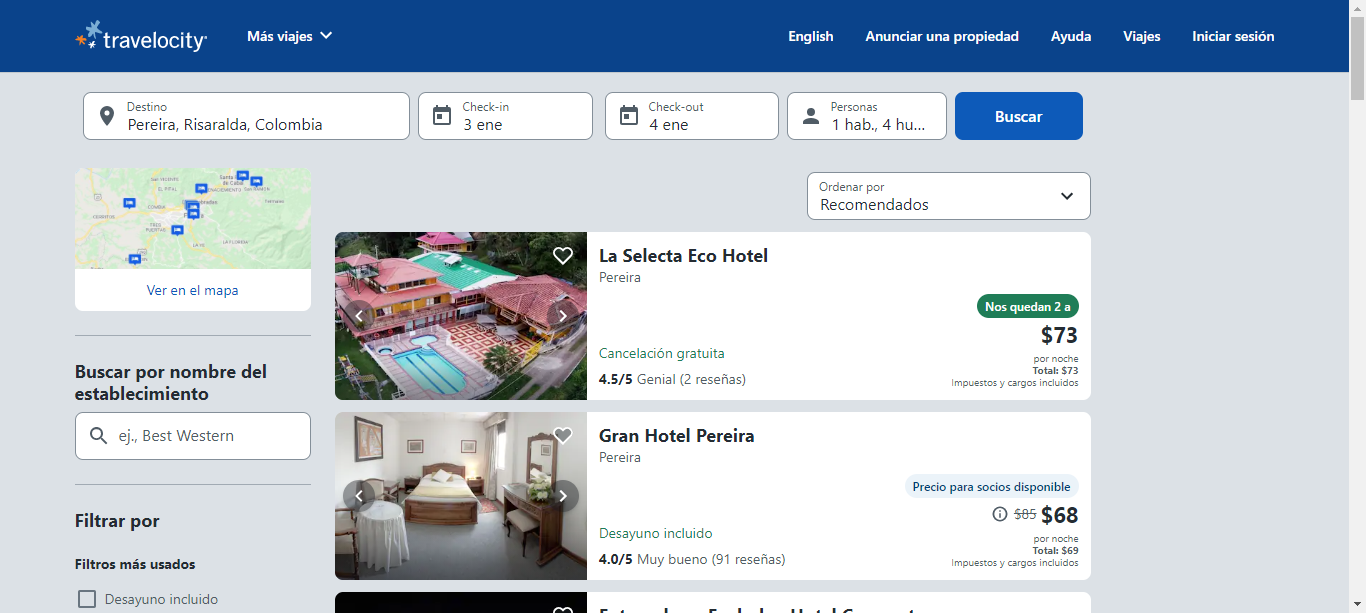 travelocity
Más viajes
English
Anunciar una propiedad
Ayuda
Viajes
Iniciar sesión
Destino
Pereira, Risaralda, Colombia
Check-in
3 ene
Check-out
4 ene
Personas
1 hab., 4 hu...
Buscar
Ver en el mapa
Ordenar por
Recomendados
Buscar por nombre del
establecimiento
ej., Best Western
Filtrar por
Filtros más usados
Desayuno incluido
La Selecta Eco Hotel
Pereira
Nos quedan 2 a
$73
por noche
Total: $73
Impuestos y cargos incluidos
Cancelación gratuita
4.5/5 Genial (2 reseñas)
Gran Hotel Pereira
Pereira
Precio para socios disponible
$85 $68
por noche
Total: $69
Impuestos y cargos incluidos
Desayuno incluido
4.0/5 Muy bueno (91 reseñas)